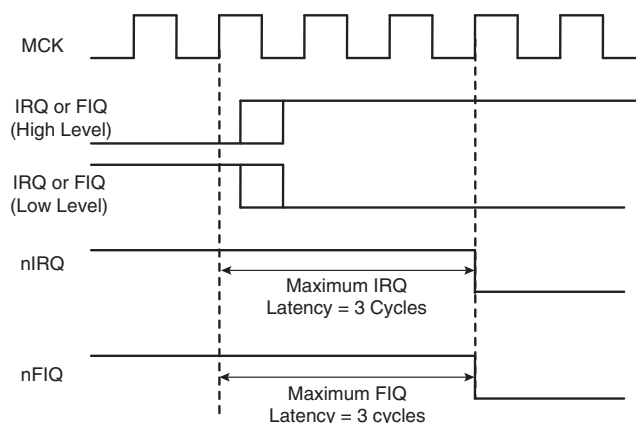 MCK
IRQ or FIQ
(High Level)
IRQ or FIQ
(Low Level)
nIRQ
Maximum IRQ
Latency = 3 Cycles
nFIQ
Maximum FIQ
Latency = 3 cycles